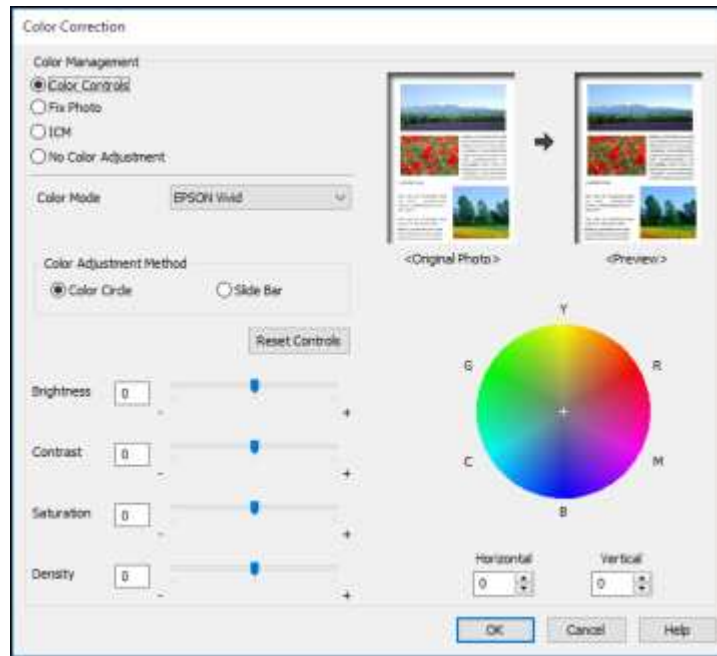 Color Correction
Color Management
Color Controls
Fix Photo
ICM
No Color Adjustment
Color Mode
EPSON Vivid
Color Adjustment Method
Color Circle
Slide Bar
Reset Controls
Brightness 0
- +
Contrast 0
- +
Saturation 0
- +
Density 0
- +
<Original Photo>
<Preview>
Y
G R
C M
B
Horizontal Vertical
0 0
OK Cancel Help